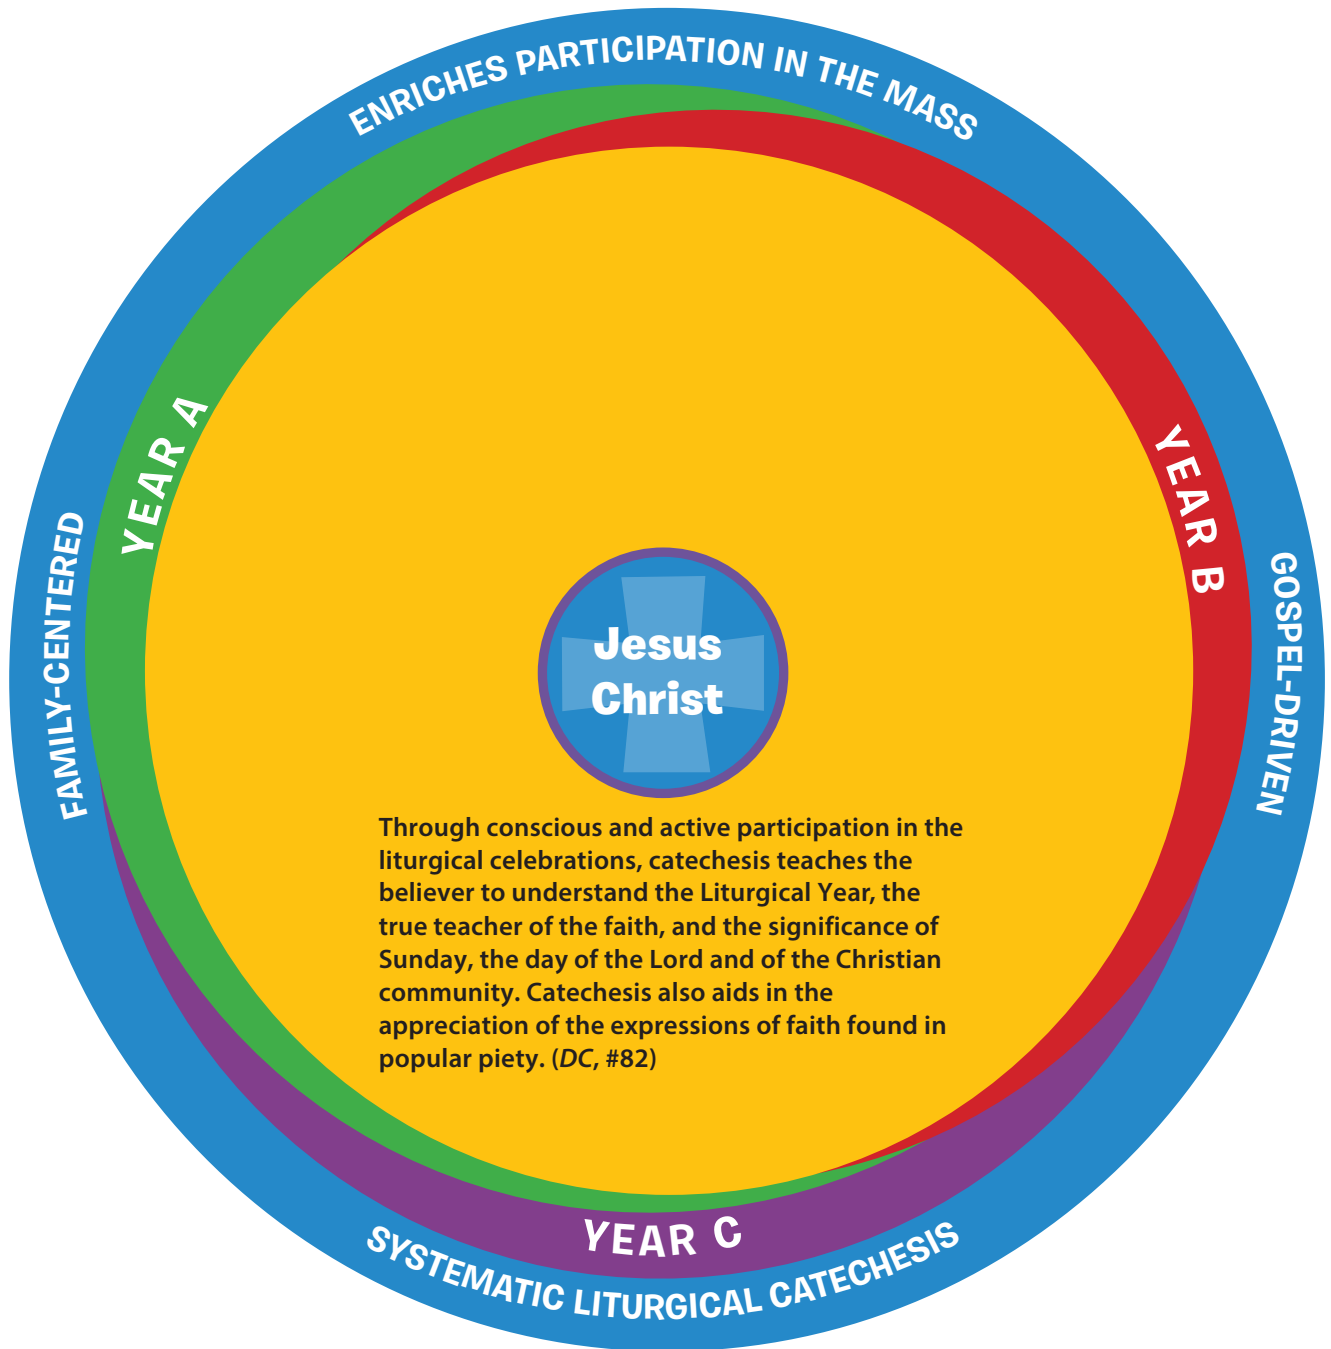 ENRICHES PARTICIPATION IN THE MASS
YEAR A
YEAR B
FAMILY-CENTERED
GOSPEL-DRIVEN
Jesus
Christ
Through conscious and active participation in the
liturgical celebrations, catechesis teaches the
believer to understand the Liturgical Year, the
true teacher of the faith, and the significance of
Sunday, the day of the Lord and of the Christian
community. Catechesis also aids in the
appreciation of the expressions of faith found in
popular piety. (DC, #82)
YEAR C
SYSTEMATIC LITURGICAL CATECHESIS